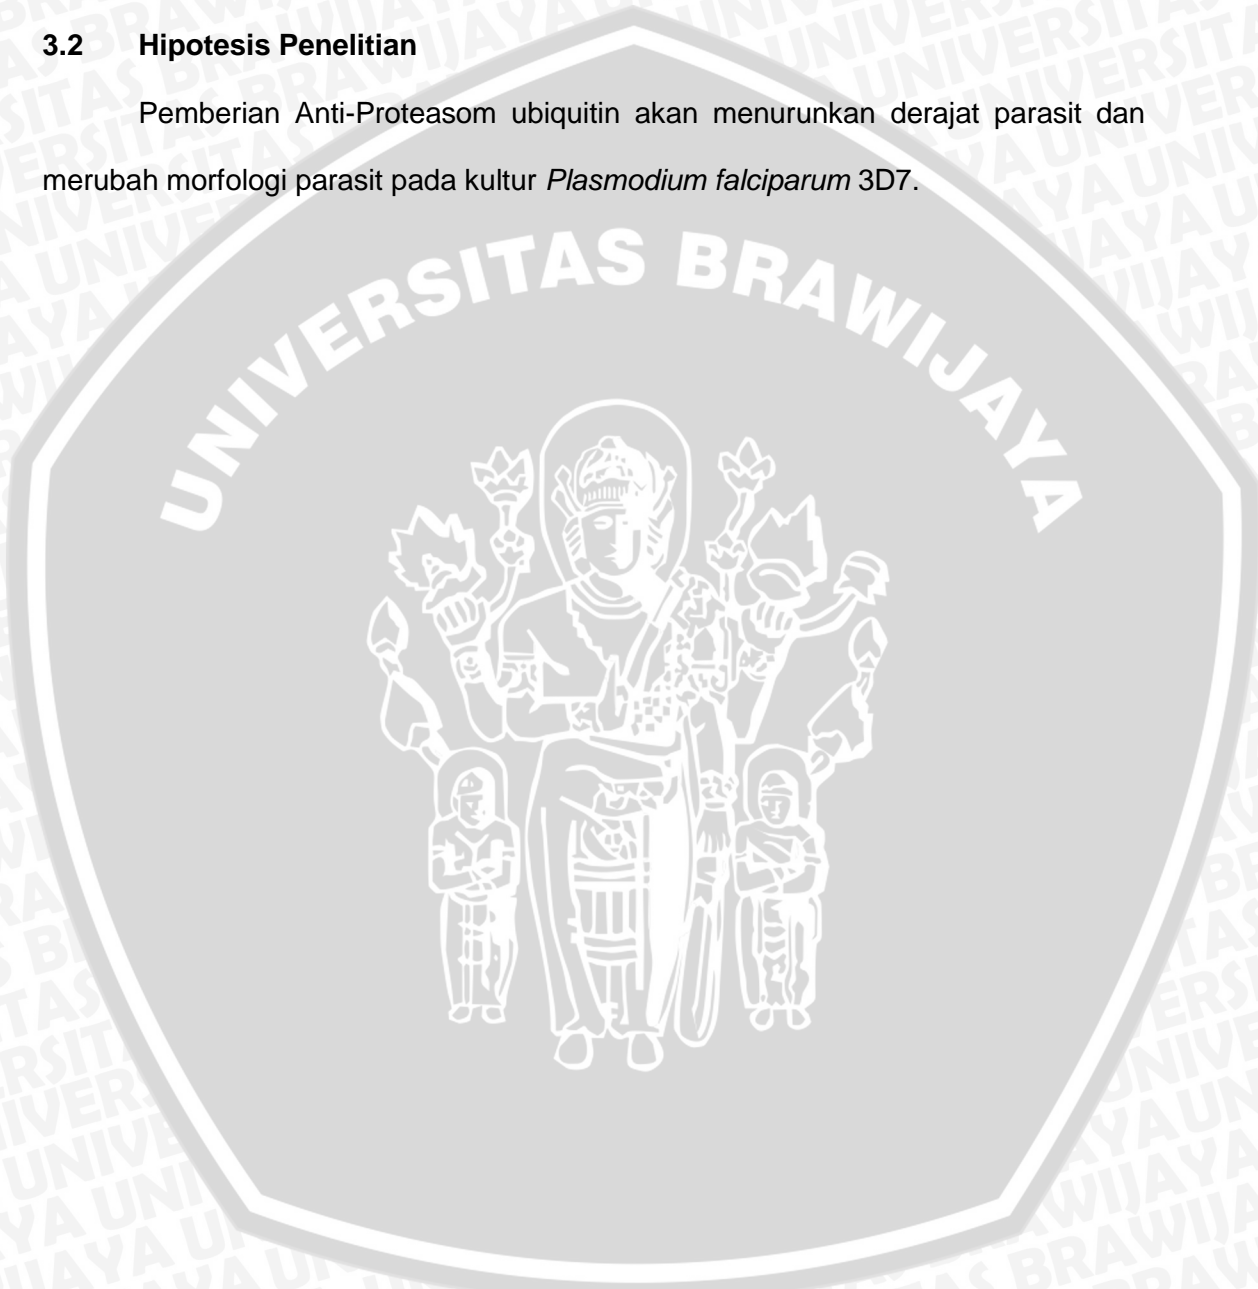 3.2 Hipotesis Penelitian
Pemberian Anti-Proteasom ubiquitin akan menurunkan derajat parasit dan
merubah morfologi parasit pada kultur Plasmodium falciparum 3D7.
UNIVERSITAS BRAWIJAYA